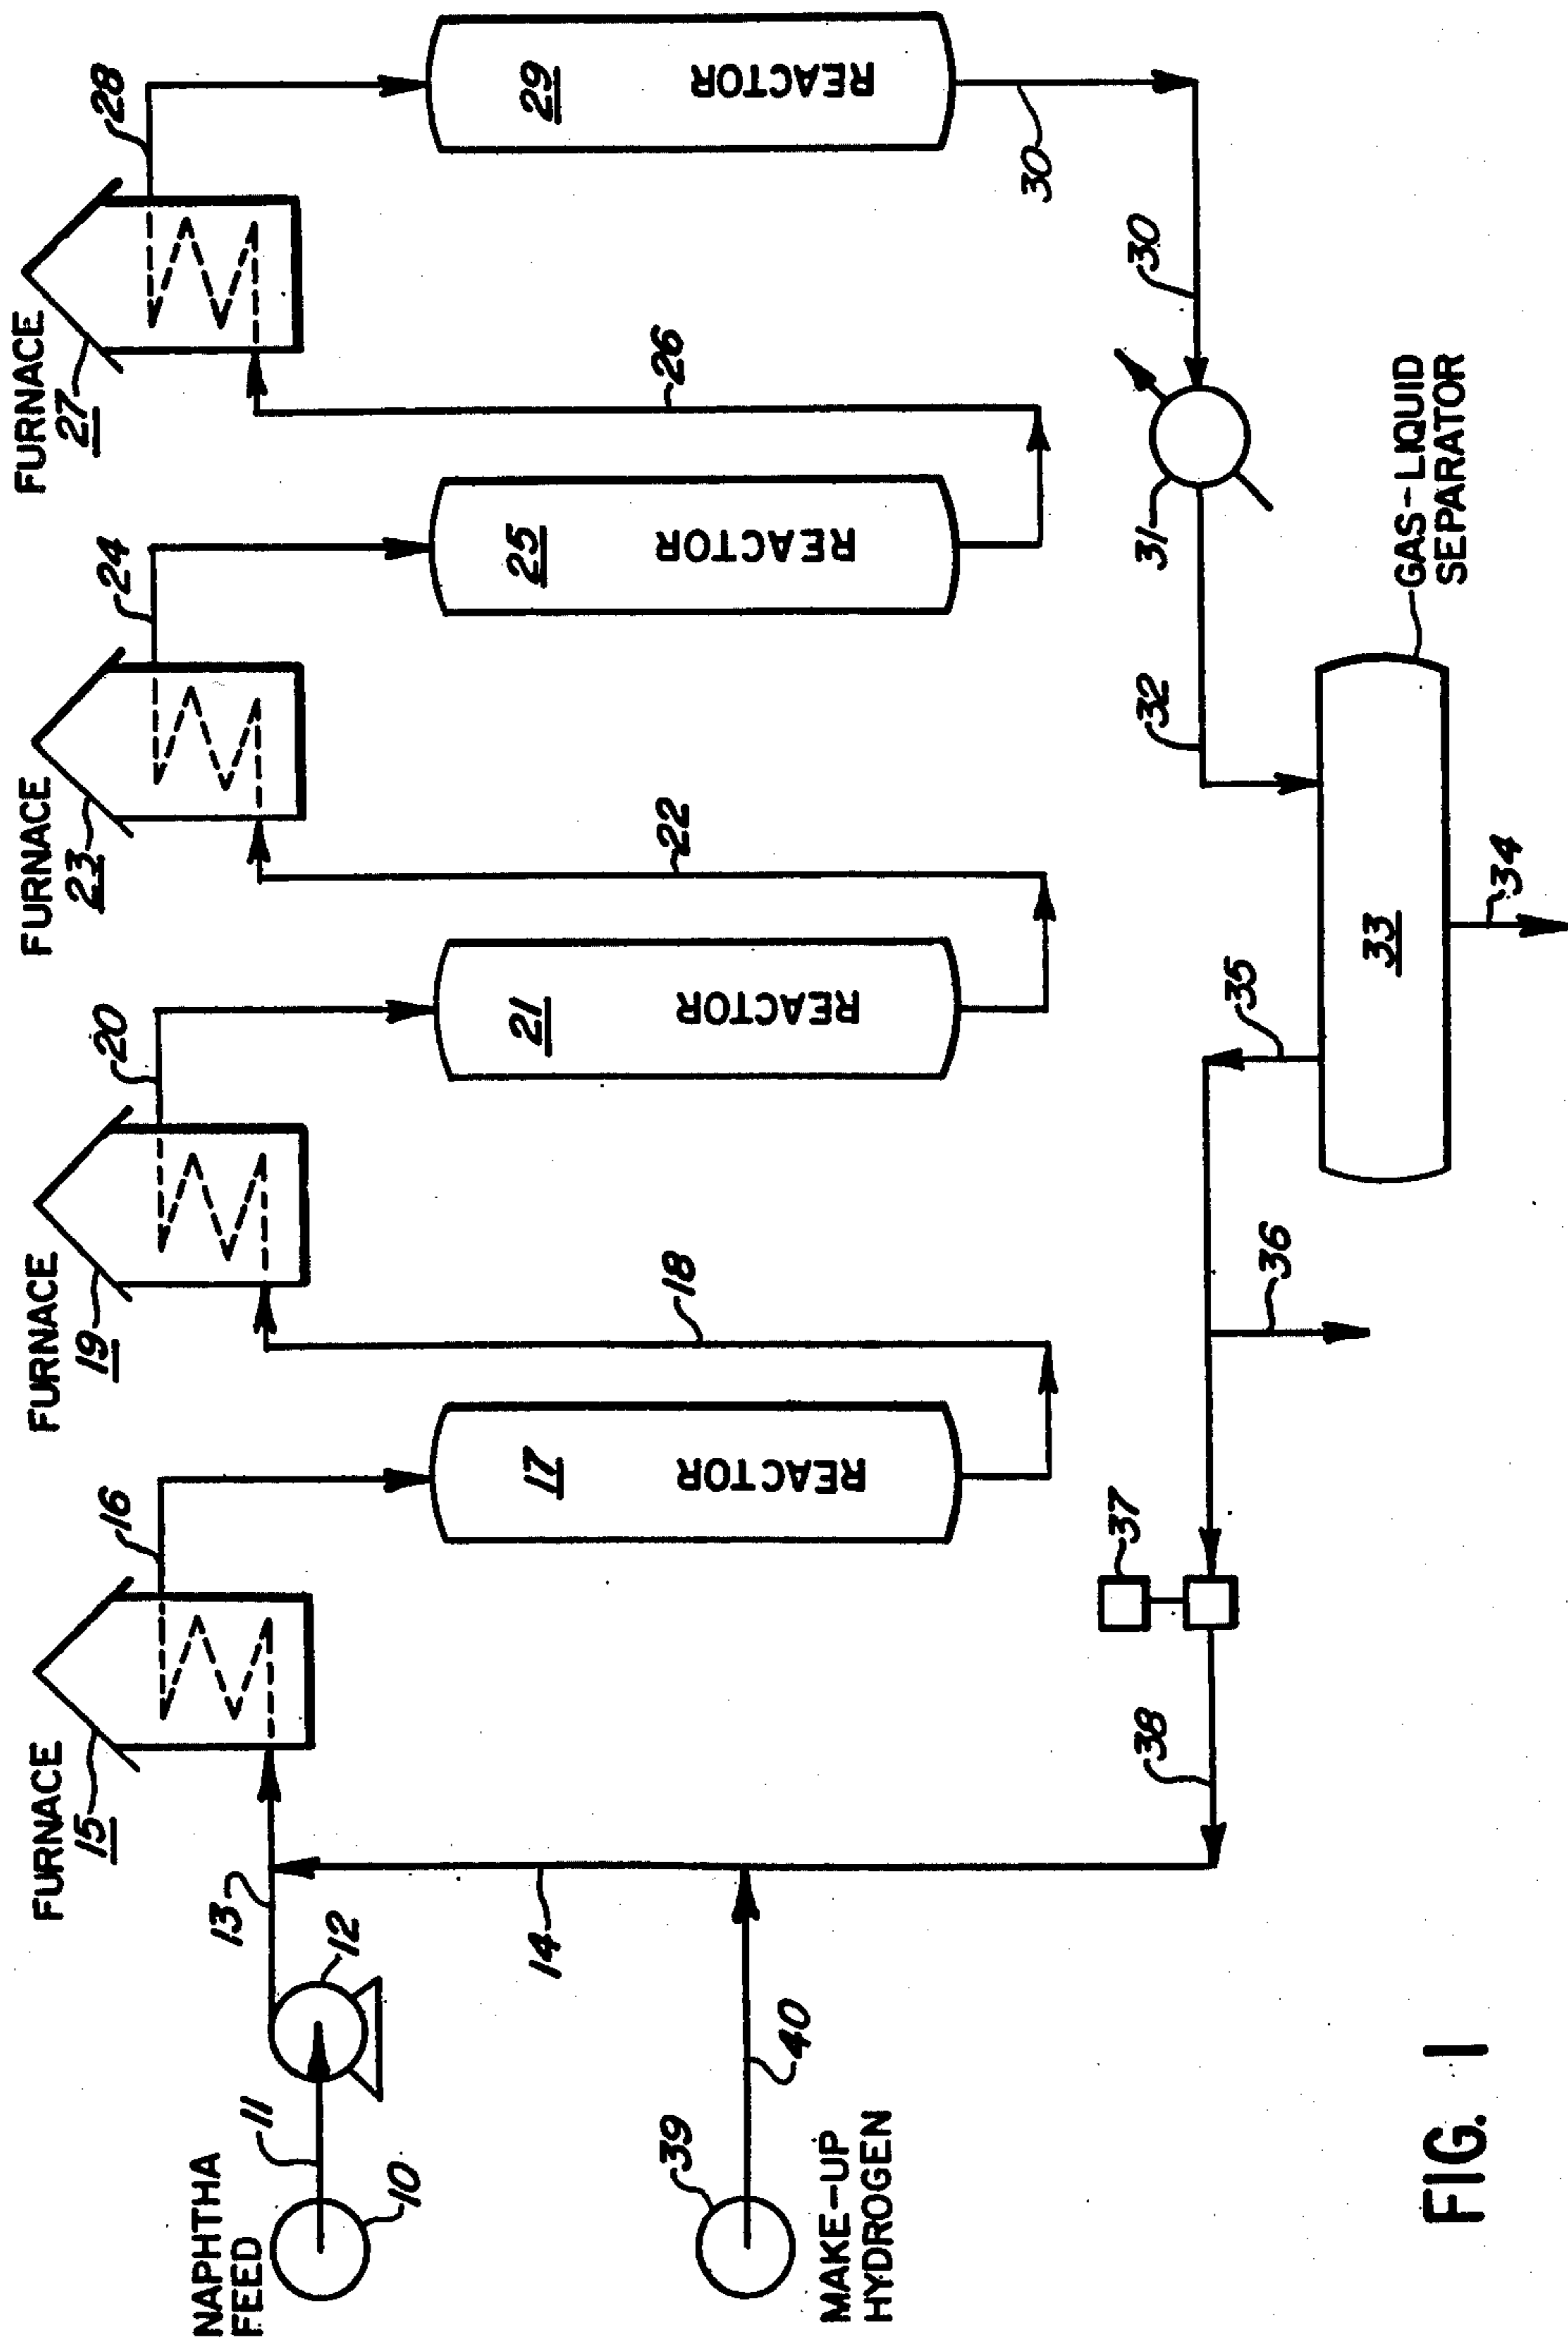 FURNACE
15
16
FURNACE
19
20
FURNACE
23
24
FURNACE
27
28
NAPHTHA
FEED
10
11
12
13
14
17
REACTOR
18
21
REACTOR
22
25
REACTOR
26
29
REACTOR
30
30
31
32
GAS-LIQUID
SEPARATOR
33
34
35
36
37
38
39
40
MAKE-UP
HYDROGEN
FIG. 1